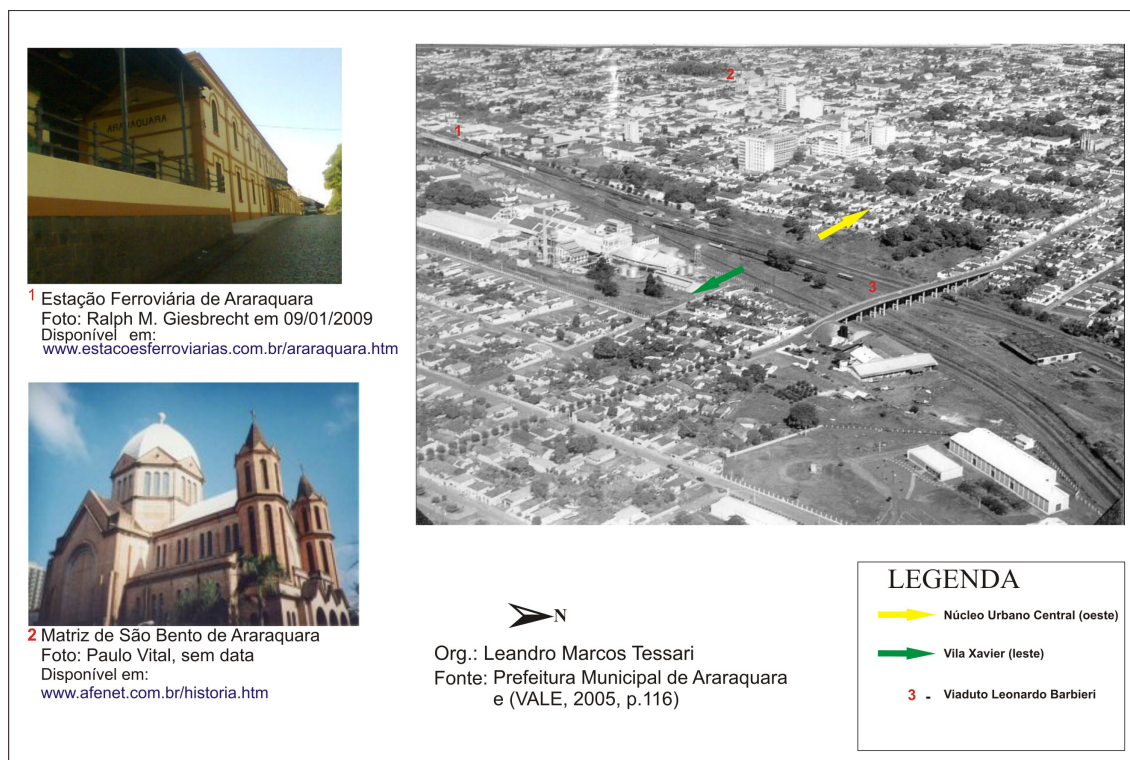 ARARAQUARA
1 Estação Ferroviária de Araraquara
Foto: Ralph M. Giesbrecht em 09/01/2009
Disponível em:
www.estacoesferroviarias.com.br/araraquara.htm
2 Matriz de São Bento de Araraquara
Foto: Paulo Vital, sem data
Disponível em:
www.afenet.com.br/historia.htm
1
2
3
N
Org.: Leandro Marcos Tessari
Fonte: Prefeitura Municipal de Araraquara
e (VALE, 2005, p.116)
LEGENDA
Núcleo Urbano Central (oeste)
Vila Xavier (leste)
3 - Viaduto Leonardo Barbieri